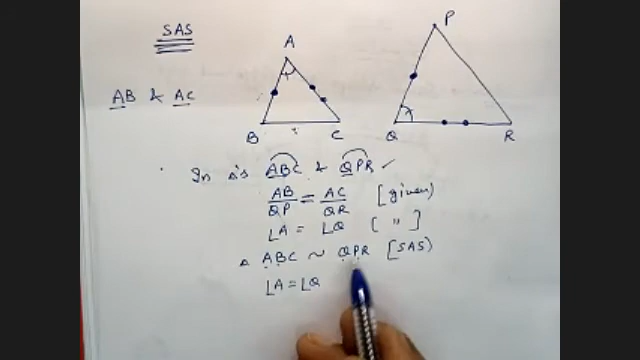 SAS
A
P
AB & AC
B
C
Q
R
In Δ's ABC & QPR ✓
AB/QP = AC/QR [given)
∠A = ∠Q [ " ]
Δ ABC ~ QPR [SAS)
∠A = ∠Q